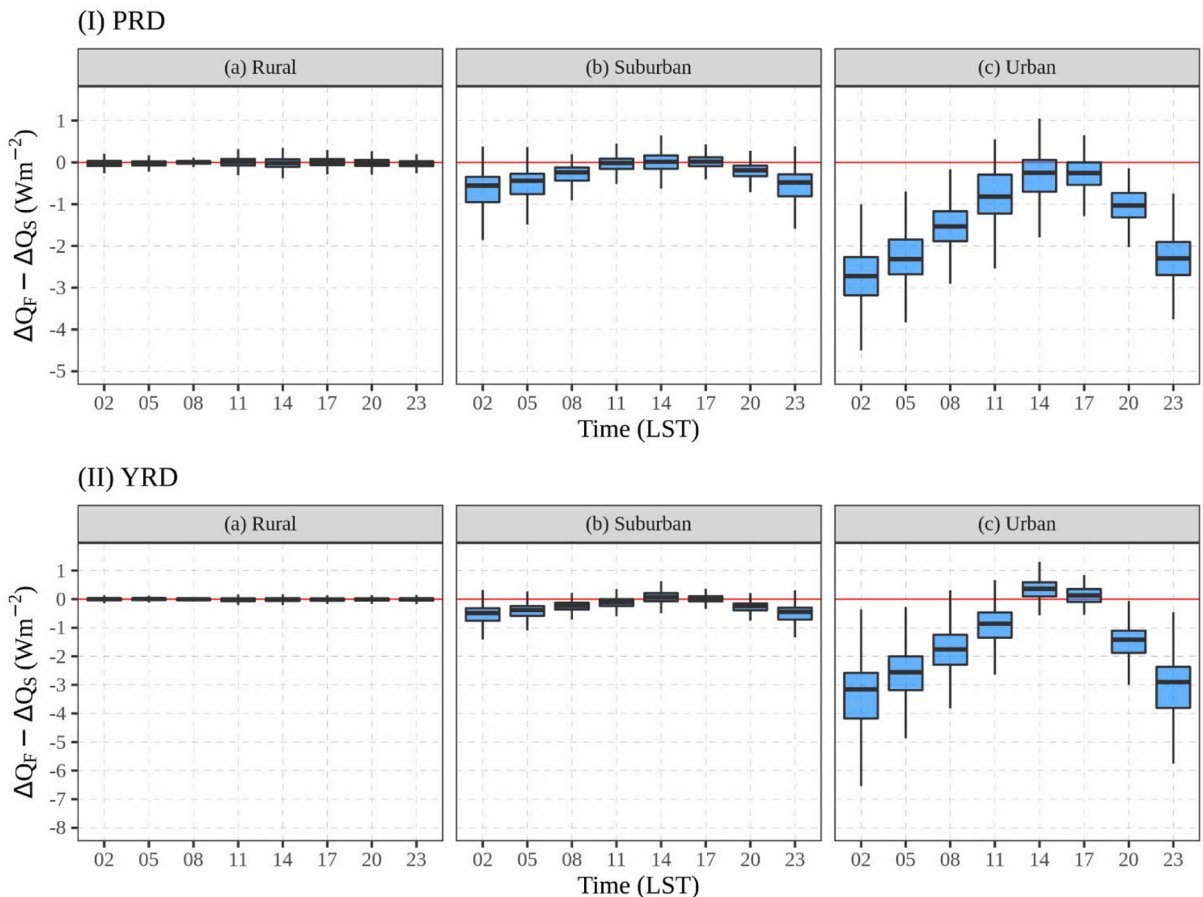 (I) PRD
(a) Rural
(b) Suburban
(c) Urban
ΔQF − ΔQS (Wm−2)
1
0
-1
-2
-3
-4
-5
02 05 08 11 14 17 20 23
02 05 08 11 14 17 20 23
02 05 08 11 14 17 20 23
Time (LST)
(II) YRD
(a) Rural
(b) Suburban
(c) Urban
ΔQF − ΔQS (Wm−2)
1
0
-1
-2
-3
-4
-5
-6
-7
-8
02 05 08 11 14 17 20 23
02 05 08 11 14 17 20 23
02 05 08 11 14 17 20 23
Time (LST)